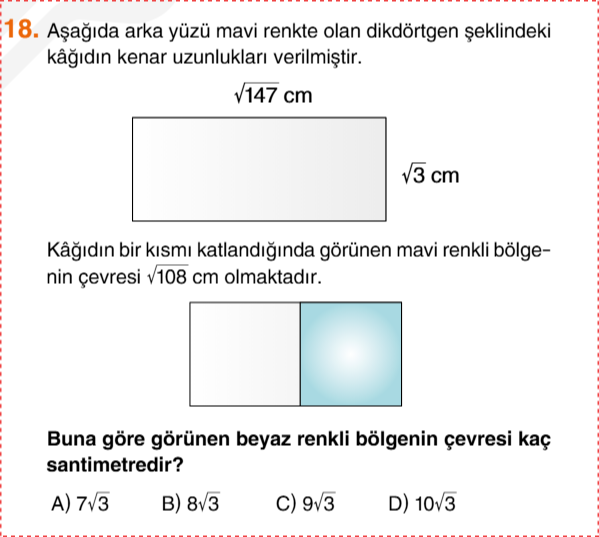 18. Aşağıda arka yüzü mavi renkte olan dikdörtgen şeklindeki
kâğıdın kenar uzunlukları verilmiştir.
√147 cm
√3 cm
Kâğıdın bir kısmı katlandığında görünen mavi renkli bölge-
nin çevresi √108 cm olmaktadır.
Buna göre görünen beyaz renkli bölgenin çevresi kaç
santimetredir?
A) 7√3 B) 8√3 C) 9√3 D) 10√3